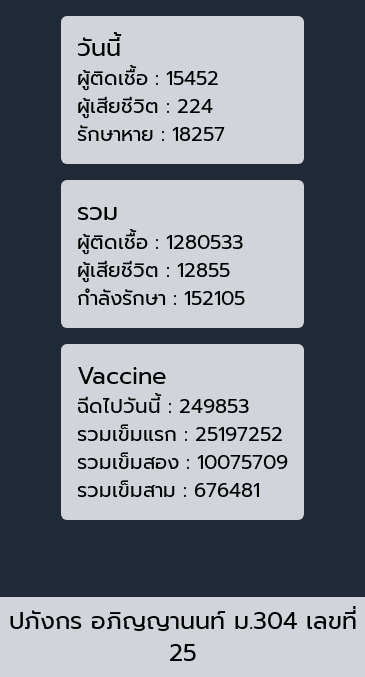 วันนี้
ผู้ติดเชื้อ : 15452
ผู้เสียชีวิต : 224
รักษาหาย : 18257
รวม
ผู้ติดเชื้อ : 1280533
ผู้เสียชีวิต : 12855
กำลังรักษา : 152105
Vaccine
ฉีดไปวันนี้ : 249853
รวมเข็มแรก : 25197252
รวมเข็มสอง : 10075709
รวมเข็มสาม : 676481
ปภังกร อภิญญานนท์ ม.304 เลขที่
25